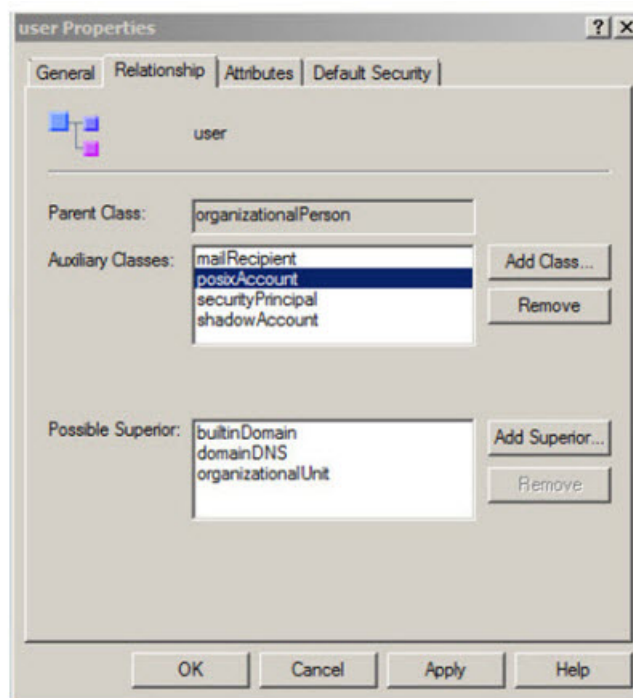 user Properties
General Relationship Attributes Default Security
user
Parent Class: organizationalPerson
Auxiliary Classes: mailRecipient Add Class...
posixAccount
securityPrincipal Remove
shadowAccount
Possible Superior: builtinDomain Add Superior...
domainDNS
organizationalUnit Remove
OK Cancel Apply Help